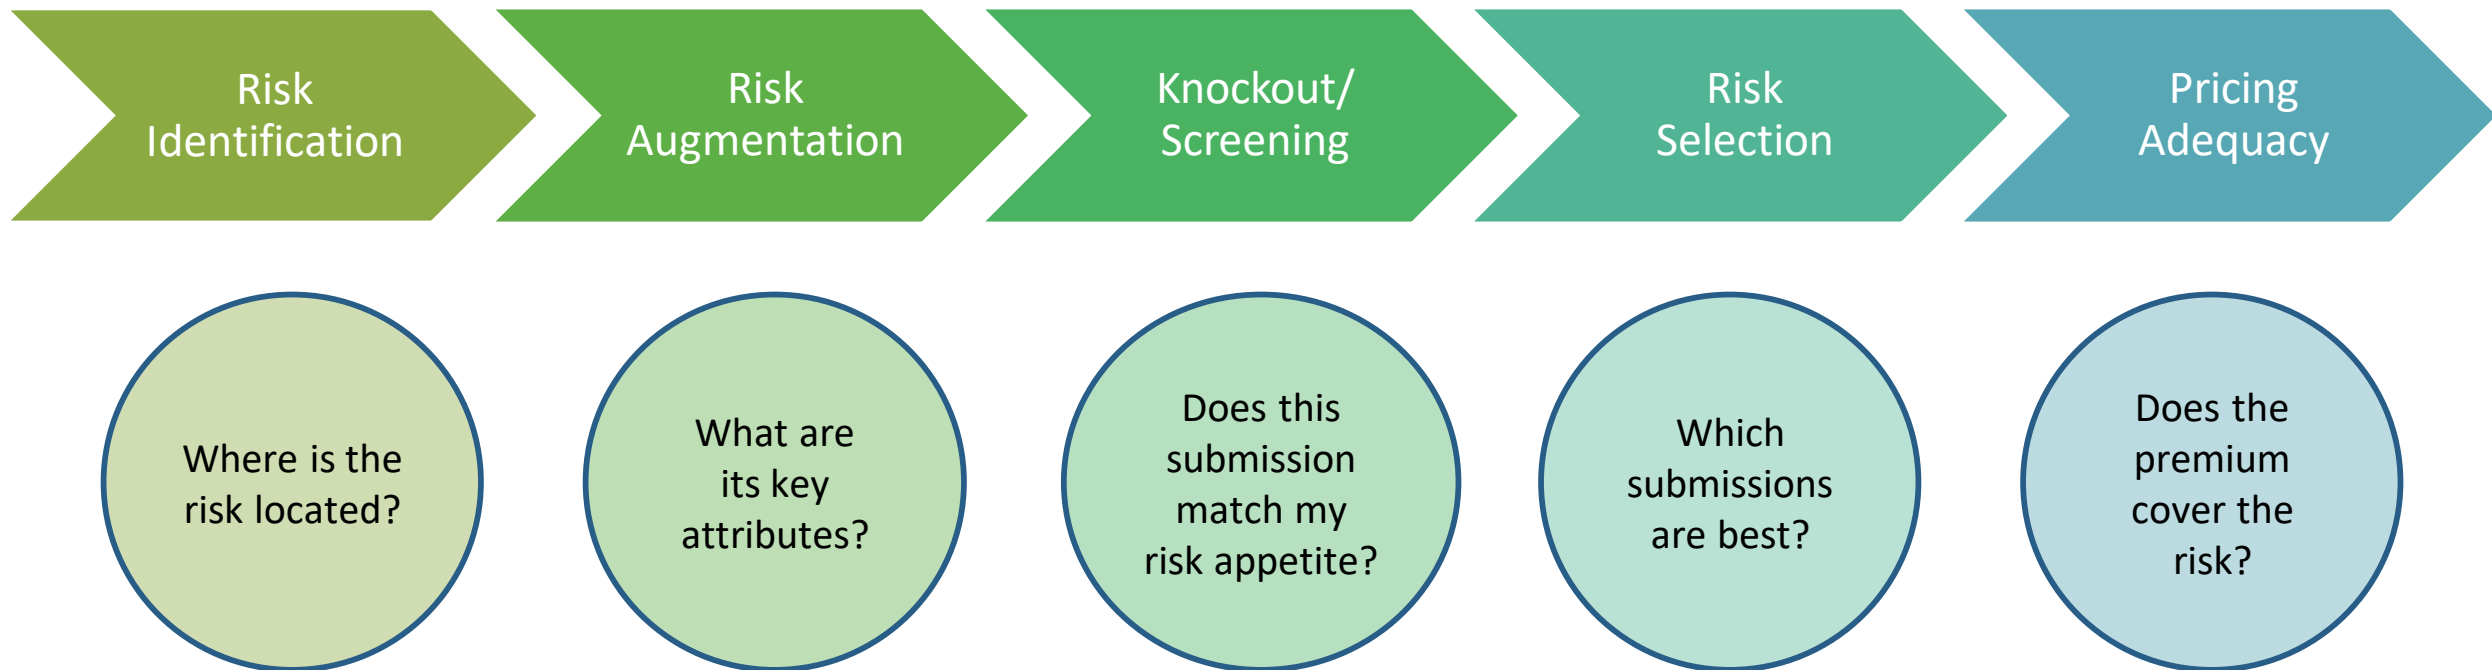 Risk
Identification
Risk
Augmentation
Knockout/
Screening
Risk
Selection
Pricing
Adequacy
Where is the
risk located?
What are
its key
attributes?
Does this
submission
match my
risk appetite?
Which
submissions
are best?
Does the
premium
cover the
risk?